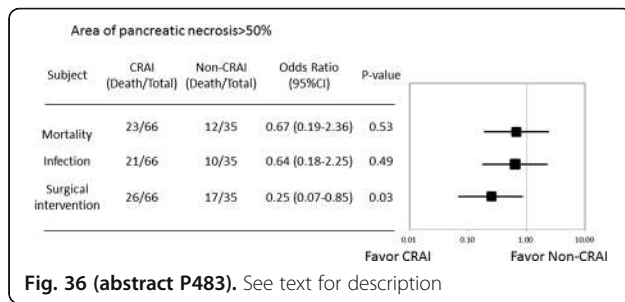 Area of pancreatic necrosis>50%
Subject CRAI (Death/Total) Non-CRAI (Death/Total) Odds Ratio (95%CI) P-value
Mortality 23/66 12/35 0.67 (0.19-2.36) 0.53
Infection 21/66 10/35 0.64 (0.18-2.25) 0.49
Surgical intervention 26/66 17/35 0.25 (0.07-0.85) 0.03
0.01 0.10 1.00 10.00
Favor CRAI Favor Non-CRAI
Fig. 36 (abstract P483). See text for description